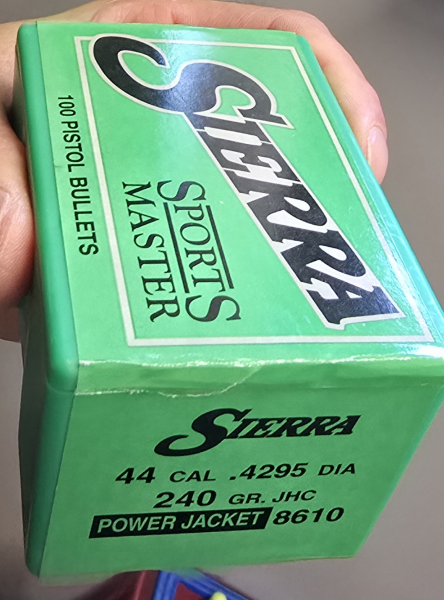 SIERRA
SPORTS
MASTER
100 PISTOL BULLETS
SIERRA
44 CAL .4295 DIA
240 GR. JHC
POWER JACKET 8610